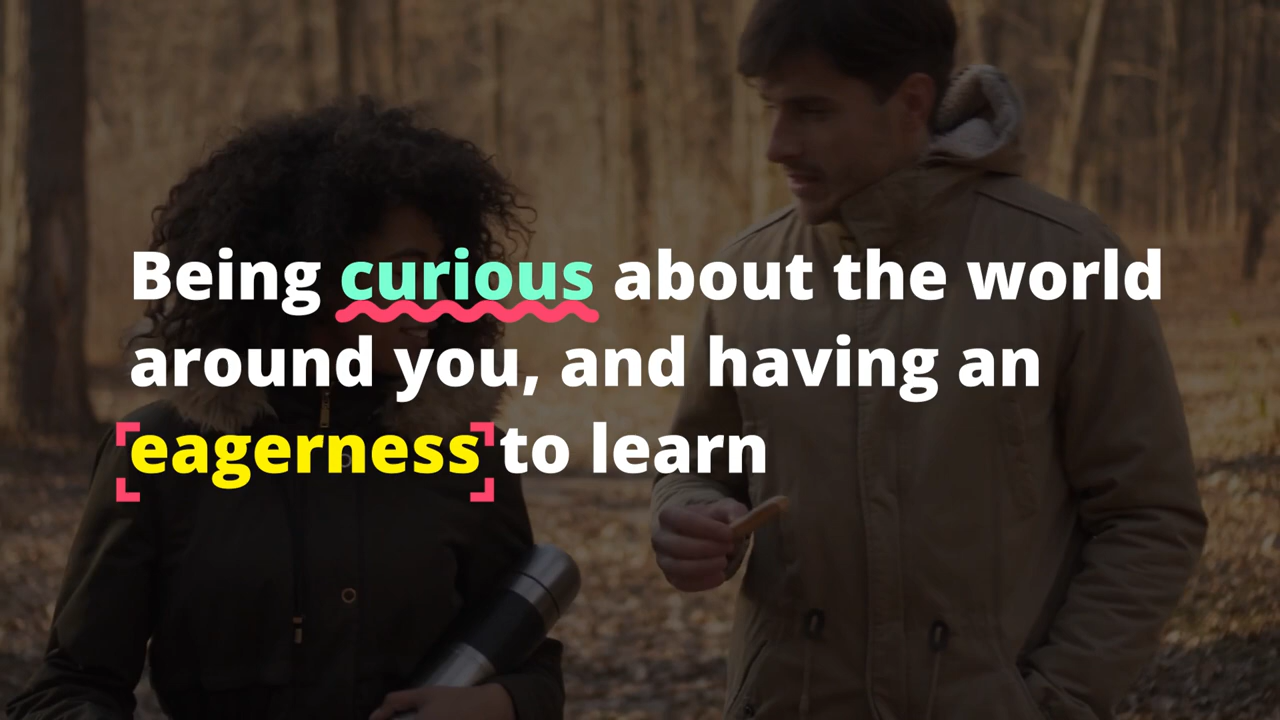 Being curious about the world
around you, and having an
eagerness to learn